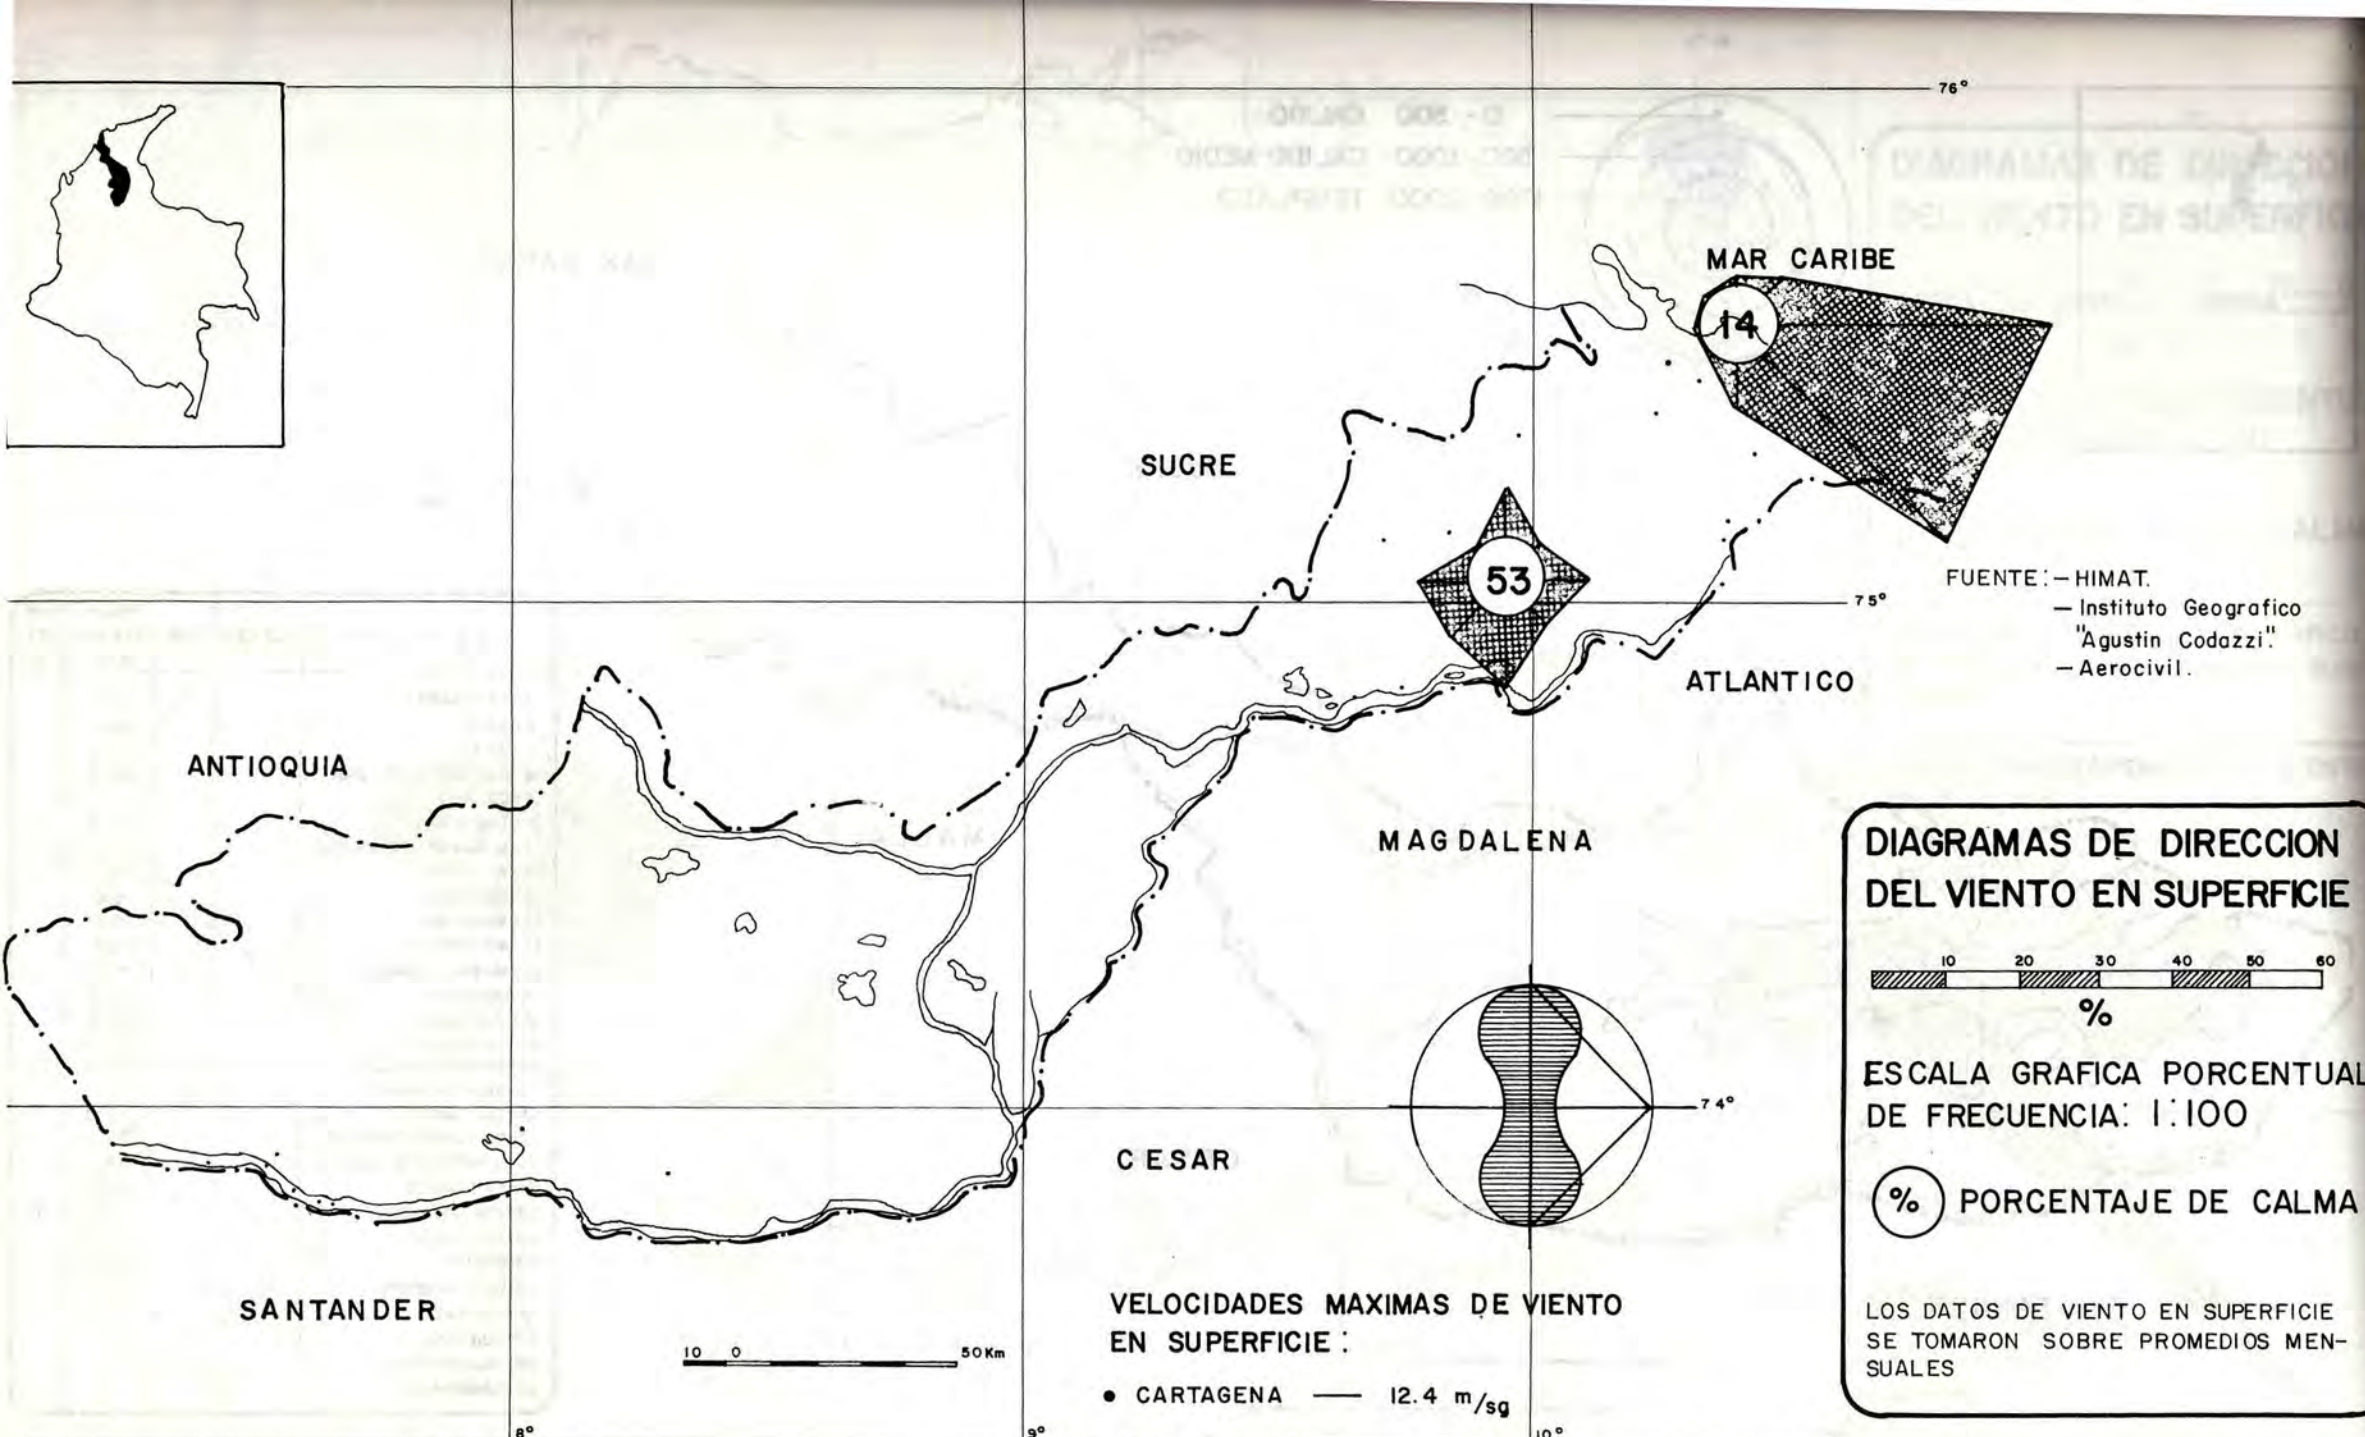 76°
MAR CARIBE
14
SUCRE
53
75°
FUENTE: - HIMAT.
- Instituto Geografico
"Agustin Codazzi".
- Aerocivil.
ATLANTICO
ANTIOQUIA
MAGDALENA
DIAGRAMAS DE DIRECCION
DEL VIENTO EN SUPERFICIE
10 20 30 40 50 60
%
ESCALA GRAFICA PORCENTUAL
DE FRECUENCIA: 1:100
% PORCENTAJE DE CALMA
LOS DATOS DE VIENTO EN SUPERFICIE
SE TOMARON SOBRE PROMEDIOS MEN-
SUALES
74°
CESAR
SANTANDER
10 0 50 Km
VELOCIDADES MAXIMAS DE VIENTO
EN SUPERFICIE:
• CARTAGENA — 12.4 m/sg
8° 9° 10°